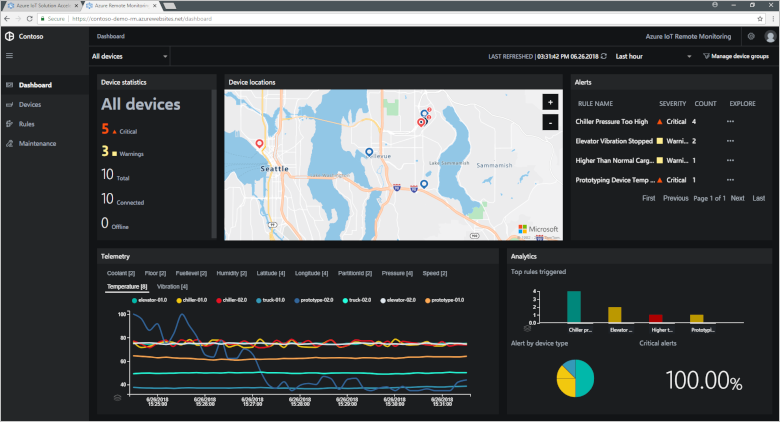 Azure IoT Solution Accel
Azure Remote Monitoring
Secure | https://contoso-demo-rm.azurewebsites.net/dashboard
Contoso
Dashboard
Azure IoT Remote Monitoring
All devices
LAST REFRESHED | 03:31:42 PM 06.26.2018
Last hour
Manage device groups
Dashboard
Devices
Rules
Maintenance
Device statistics
All devices
5 Critical
3 Warnings
10 Total
10 Connected
0 Offline
Device locations
+
-
Seattle
Bellevue
Lake Sammamish
Sammamish
Microsoft
Alerts
RULE NAME SEVERITY COUNT EXPLORE
Chiller Pressure Too High Critical 4 •••
Elevator Vibration Stopped Warni... 2 •••
Higher Than Normal Carg... Warni... 1 •••
Prototyping Device Temp ... Critical 1 •••
First Previous Page 1 of 1 Next Last
Telemetry
Coolant [2] Floor [2] Fuellevel [2] Humidity [2] Latitude [4] Longitude [4] PartitionId [2] Pressure [4] Speed [2]
Temperature [8] Vibration [4]
elevator-01.0 chiller-01.0 chiller-02.0 truck-01.0 prototype-02.0 truck-02.0 elevator-02.0 prototype-01.0
100
80
60
40
6/26/2018 15:25:00
6/26/2018 15:26:00
6/26/2018 15:27:00
6/26/2018 15:28:00
6/26/2018 15:29:00
6/26/2018 15:30:00
6/26/2018 15:31:00
Analytics
Top rules triggered
4
3
2
1
0.0
Chiller pr... Elevator ... Higher t... Prototypi...
Alert by device type
Critical alerts
100.00%